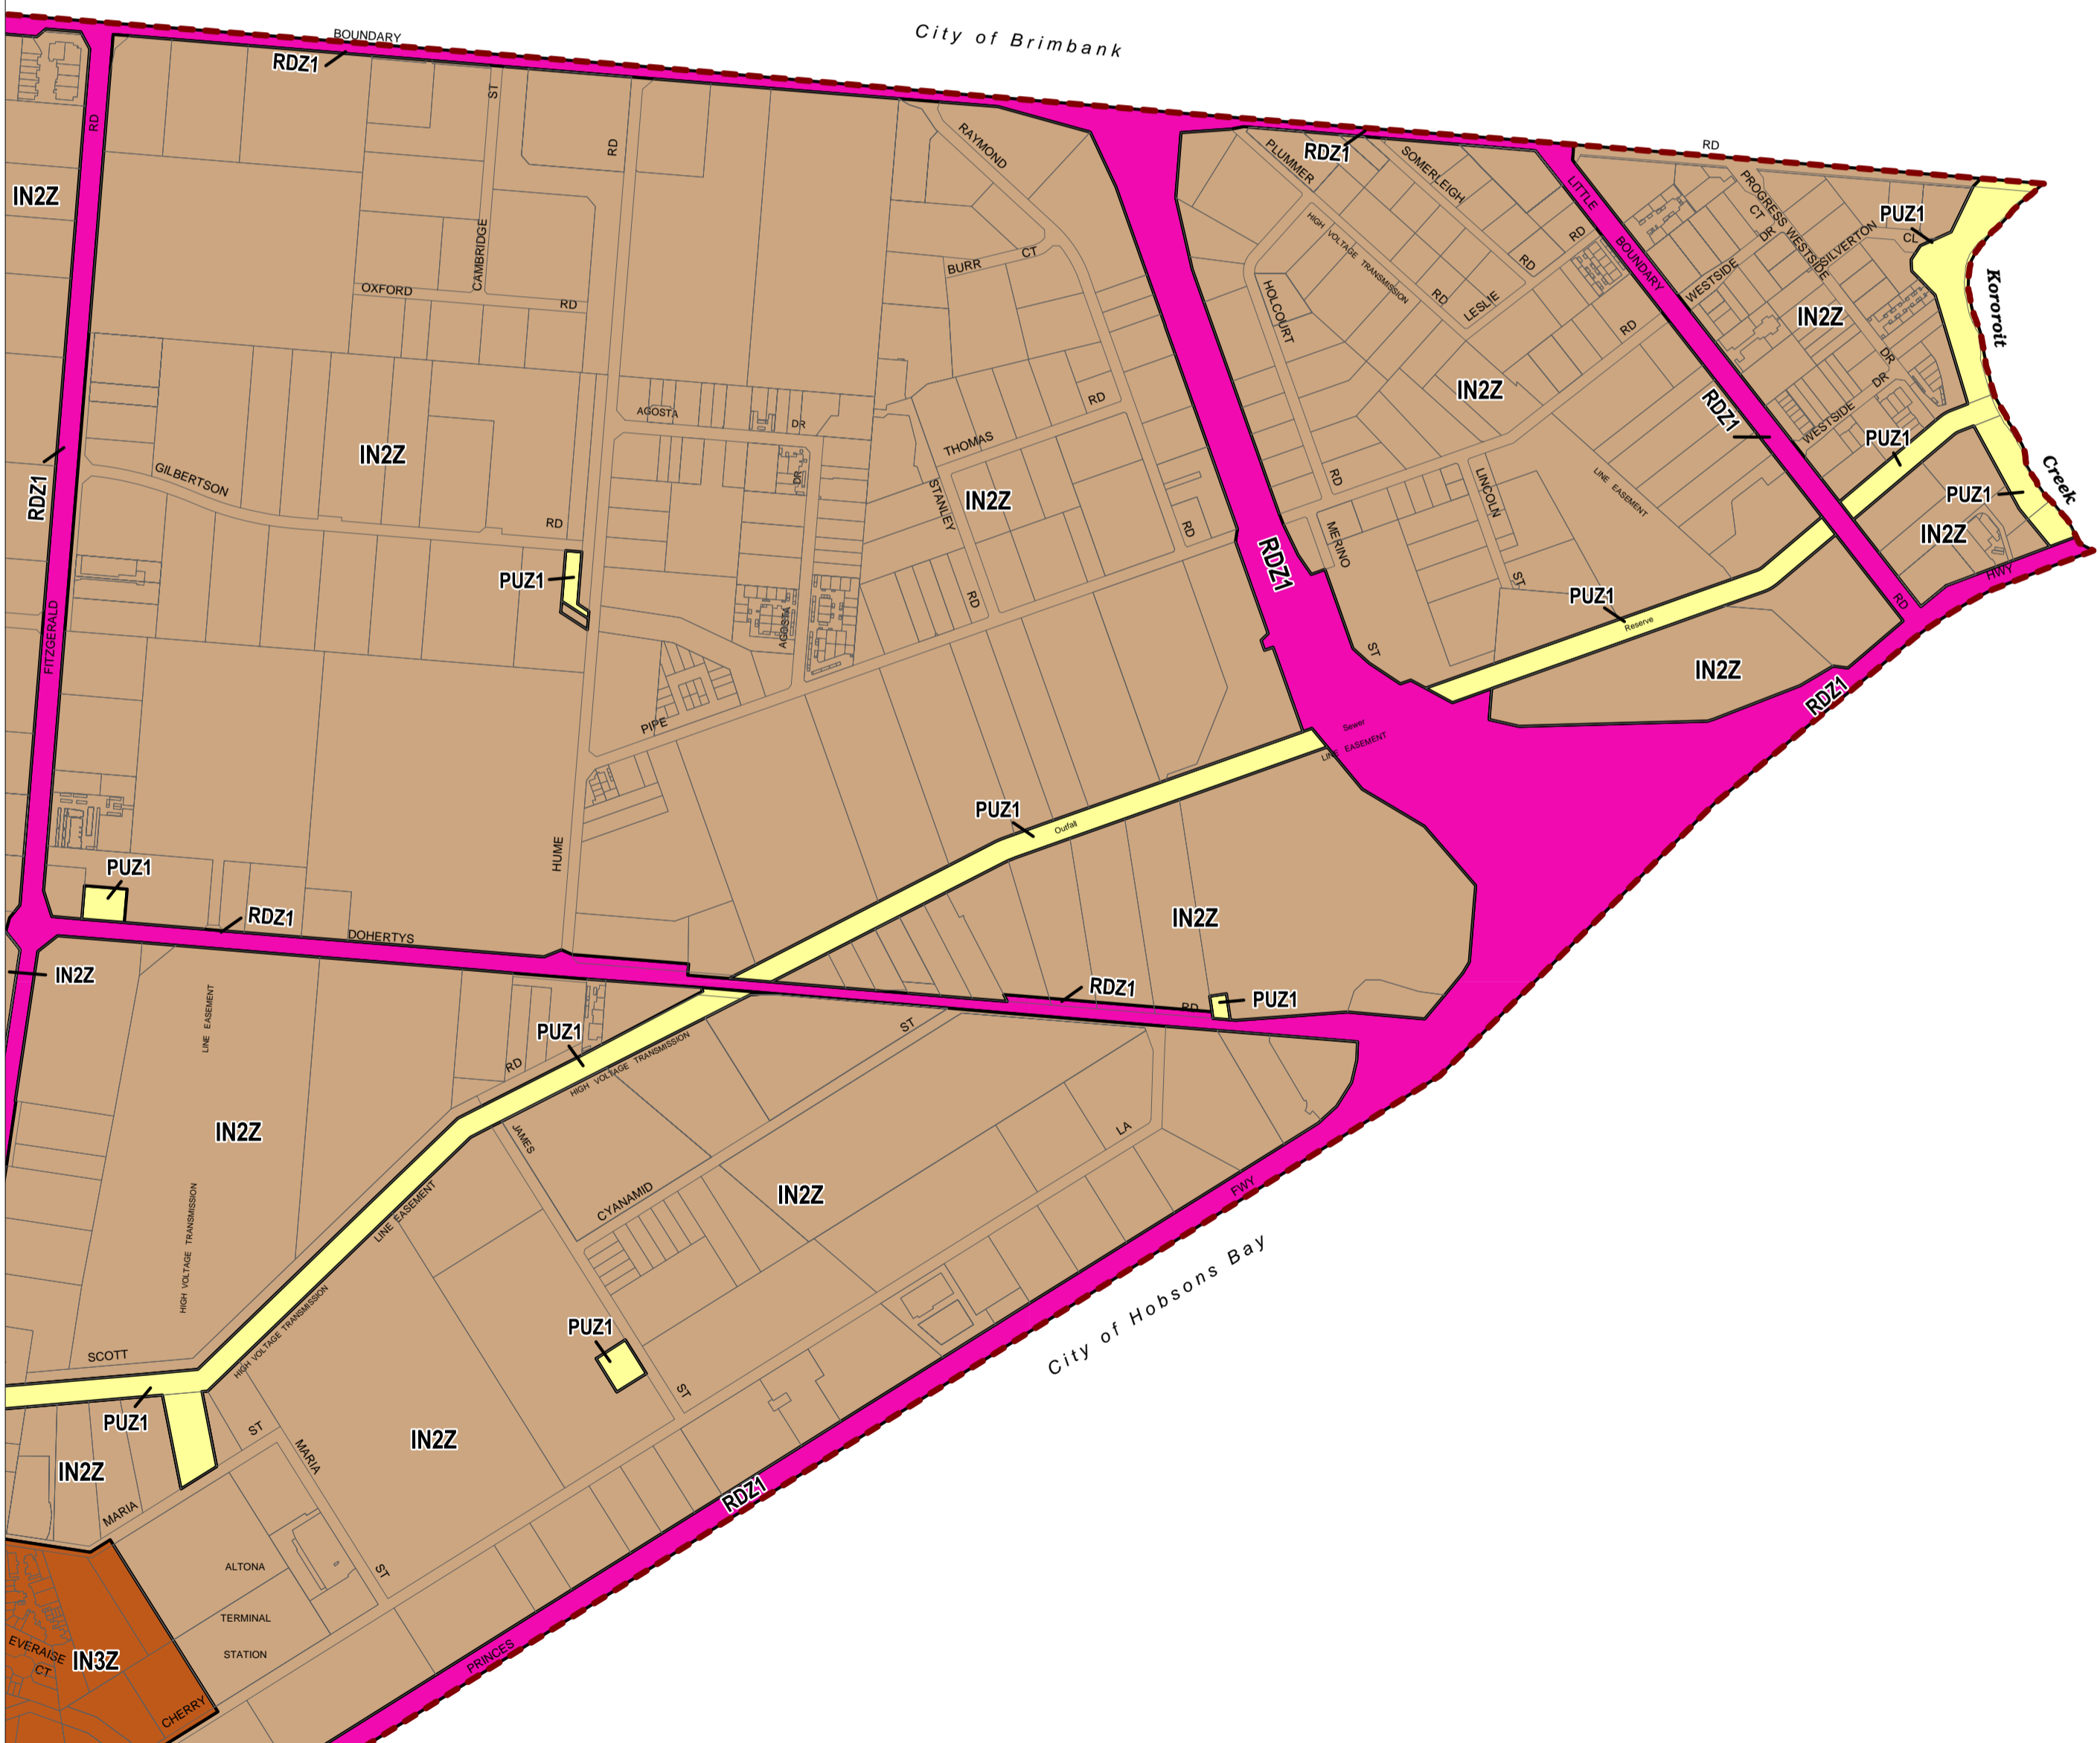 City of Brimbank
BOUNDARY
RD
RDZ1
RDZ1
RD
ST
RD
RAYMOND
PLUMMER
SOMERLEIGH
LITTLE
PROGRESS
CT
WESTSIDE
SILVERTON
CL
PUZ1
IN2Z
CAMBRIDGE
BURR
CT
HIGH VOLTAGE TRANSMISSION
RD
RD
RD
BOUNDARY
DR
WESTSIDE
IN2Z
Kororoit
OXFORD
RD
HOLCOURT
LESLIE
RD
DR
DR
IN2Z
AGOSTA
DR
RD
THOMAS
RDZ1
WESTSIDE
PUZ1
IN2Z
GILBERTSON
RD
DR
STANLEY
IN2Z
RD
RD
LINCOLN
LINE EASEMENT
PUZ1
Creek
RDZ1
MERINO
RDZ1
IN2Z
HWY
PUZ1
ST
PUZ1
RD
FITZGERALD
AGOSTA
RD
Reserve
ST
IN2Z
RDZ1
PIPE
Sewer
LINE EASEMENT
PUZ1
Outfall
HUME
PUZ1
RDZ1
DOHERTYS
IN2Z
IN2Z
RDZ1
RD
PUZ1
LINE EASEMENT
PUZ1
ST
RD
HIGH VOLTAGE TRANSMISSION
IN2Z
JAMES
LA
CYANAMID
IN2Z
FWY
LINE EASEMENT
HIGH VOLTAGE TRANSMISSION
City of Hobsons Bay
HIGH VOLTAGE TRANSMISSION
PUZ1
SCOTT
ST
PUZ1
ST
IN2Z
MARIA
IN2Z
RDZ1
MARIA
ALTONA
TERMINAL
STATION
ST
EVERAISE
CT
IN3Z
PRINCES
CHERRY